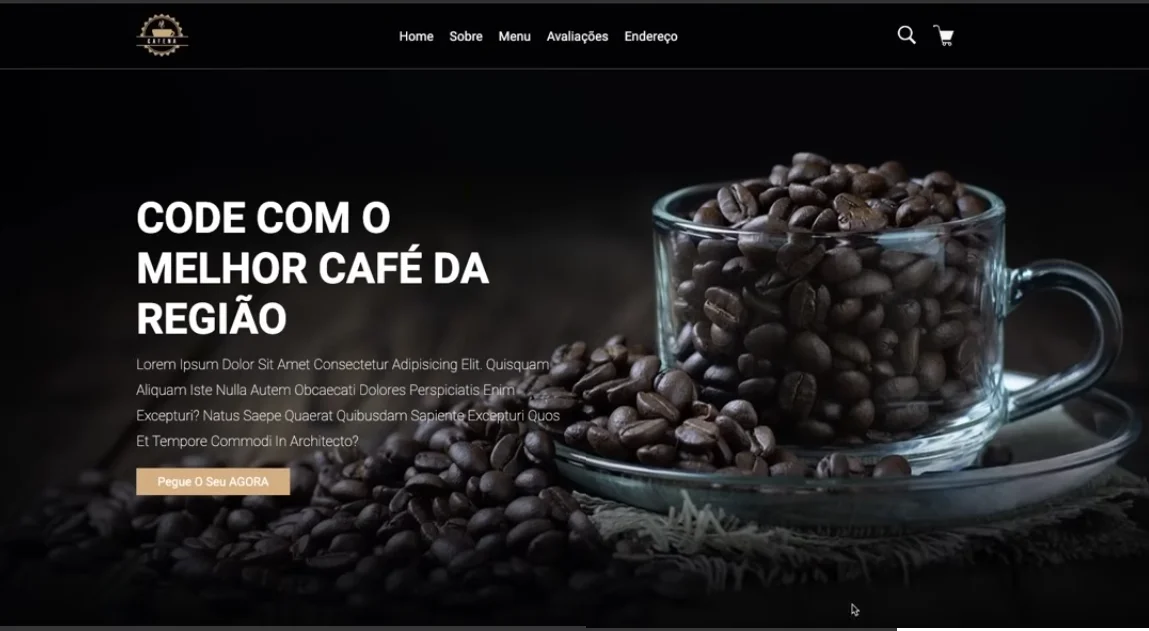 CAFENA
Home Sobre Menu Avaliações Endereço
CODE COM O
MELHOR CAFÉ DA
REGIÃO
Lorem Ipsum Dolor Sit Amet Consectetur Adipisicing Elit. Quisquam
Aliquam Iste Nulla Autem Obcaecati Dolores Perspiciatis Enim
Excepturi? Natus Saepe Quaerat Quibusdam Sapiente Excepturi Quos
Et Tempore Commodi In Architecto?
Pegue O Seu AGORA